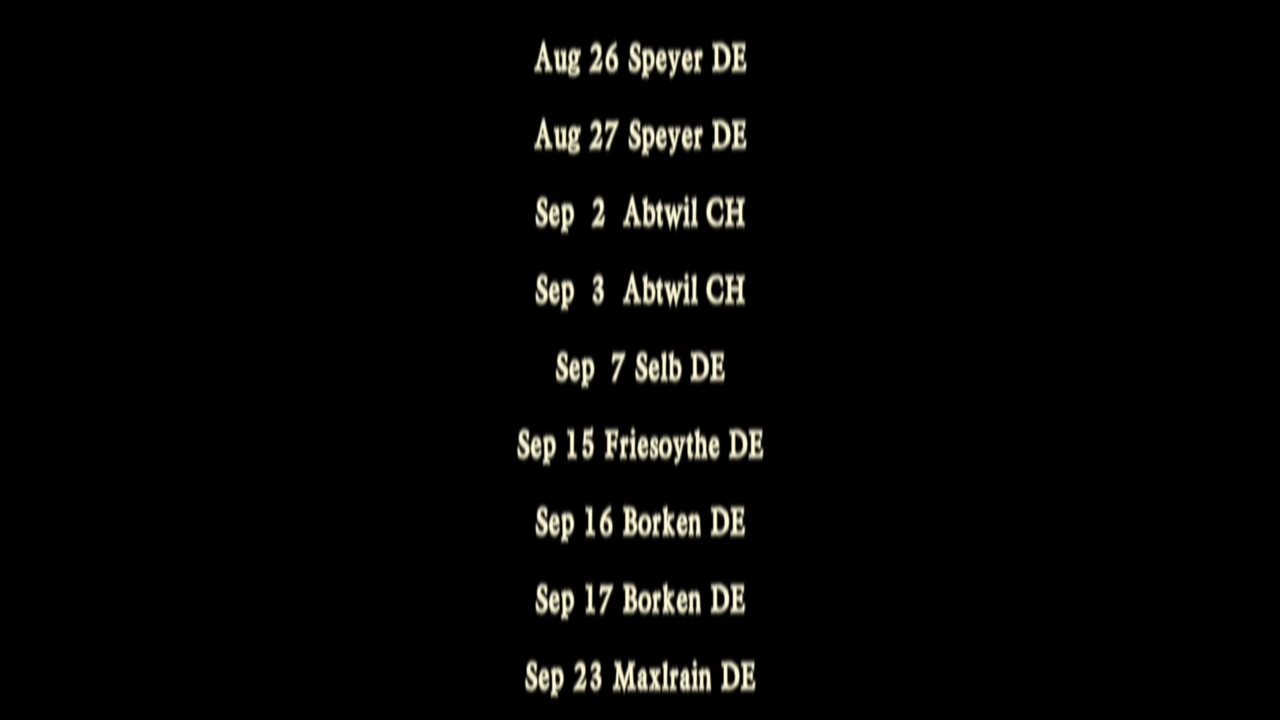 Aug 26 Speyer DE
Aug 27 Speyer DE
Sep 2 Abtwil CH
Sep 3 Abtwil CH
Sep 7 Selb DE
Sep 15 Friesoythe DE
Sep 16 Borken DE
Sep 17 Borken DE
Sep 23 Maxlrain DE